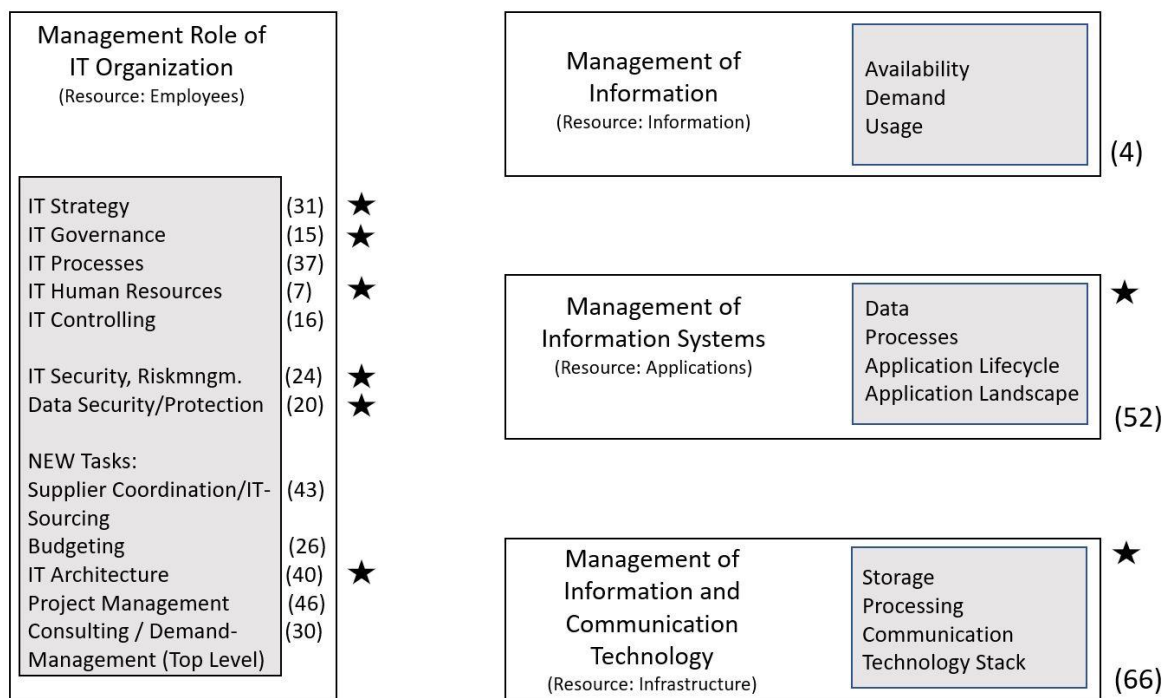 Management Role of
IT Organization
(Resource: Employees)
IT Strategy (31) ★
IT Governance (15) ★
IT Processes (37)
IT Human Resources (7) ★
IT Controlling (16)
IT Security, Riskmngm. (24) ★
Data Security/Protection (20) ★
NEW Tasks:
Supplier Coordination/IT- (43)
Sourcing
Budgeting (26)
IT Architecture (40) ★
Project Management (46)
Consulting / Demand- (30)
Management (Top Level)
Management of
Information
(Resource: Information)
Availability
Demand
Usage
(4)
Management of
Information Systems
(Resource: Applications)
Data
Processes
Application Lifecycle
Application Landscape
★
(52)
Management of
Information and
Communication
Technology
(Resource: Infrastructure)
Storage
Processing
Communication
Technology Stack
★
(66)